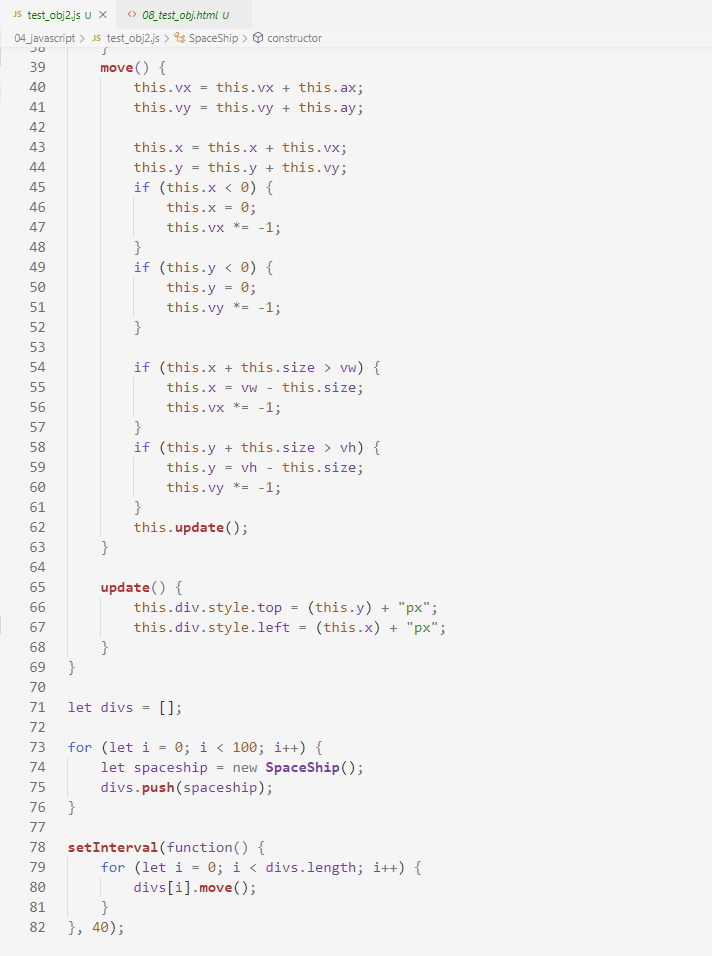 JS test_obj2.js U × <> 08_test_obj.html U
04_javascript > JS test_obj2.js > SpaceShip > constructor
38 }
39 move() {
40 this.vx = this.vx + this.ax;
41 this.vy = this.vy + this.ay;
42
43 this.x = this.x + this.vx;
44 this.y = this.y + this.vy;
45 if (this.x < 0) {
46 this.x = 0;
47 this.vx *= -1;
48 }
49 if (this.y < 0) {
50 this.y = 0;
51 this.vy *= -1;
52 }
53
54 if (this.x + this.size > vw) {
55 this.x = vw - this.size;
56 this.vx *= -1;
57 }
58 if (this.y + this.size > vh) {
59 this.y = vh - this.size;
60 this.vy *= -1;
61 }
62 this.update();
63 }
64
65 update() {
66 this.div.style.top = (this.y) + "px";
67 this.div.style.left = (this.x) + "px";
68 }
69 }
70
71 let divs = [];
72
73 for (let i = 0; i < 100; i++) {
74 let spaceship = new SpaceShip();
75 divs.push(spaceship);
76 }
77
78 setInterval(function() {
79 for (let i = 0; i < divs.length; i++) {
80 divs[i].move();
81 }
82 }, 40);